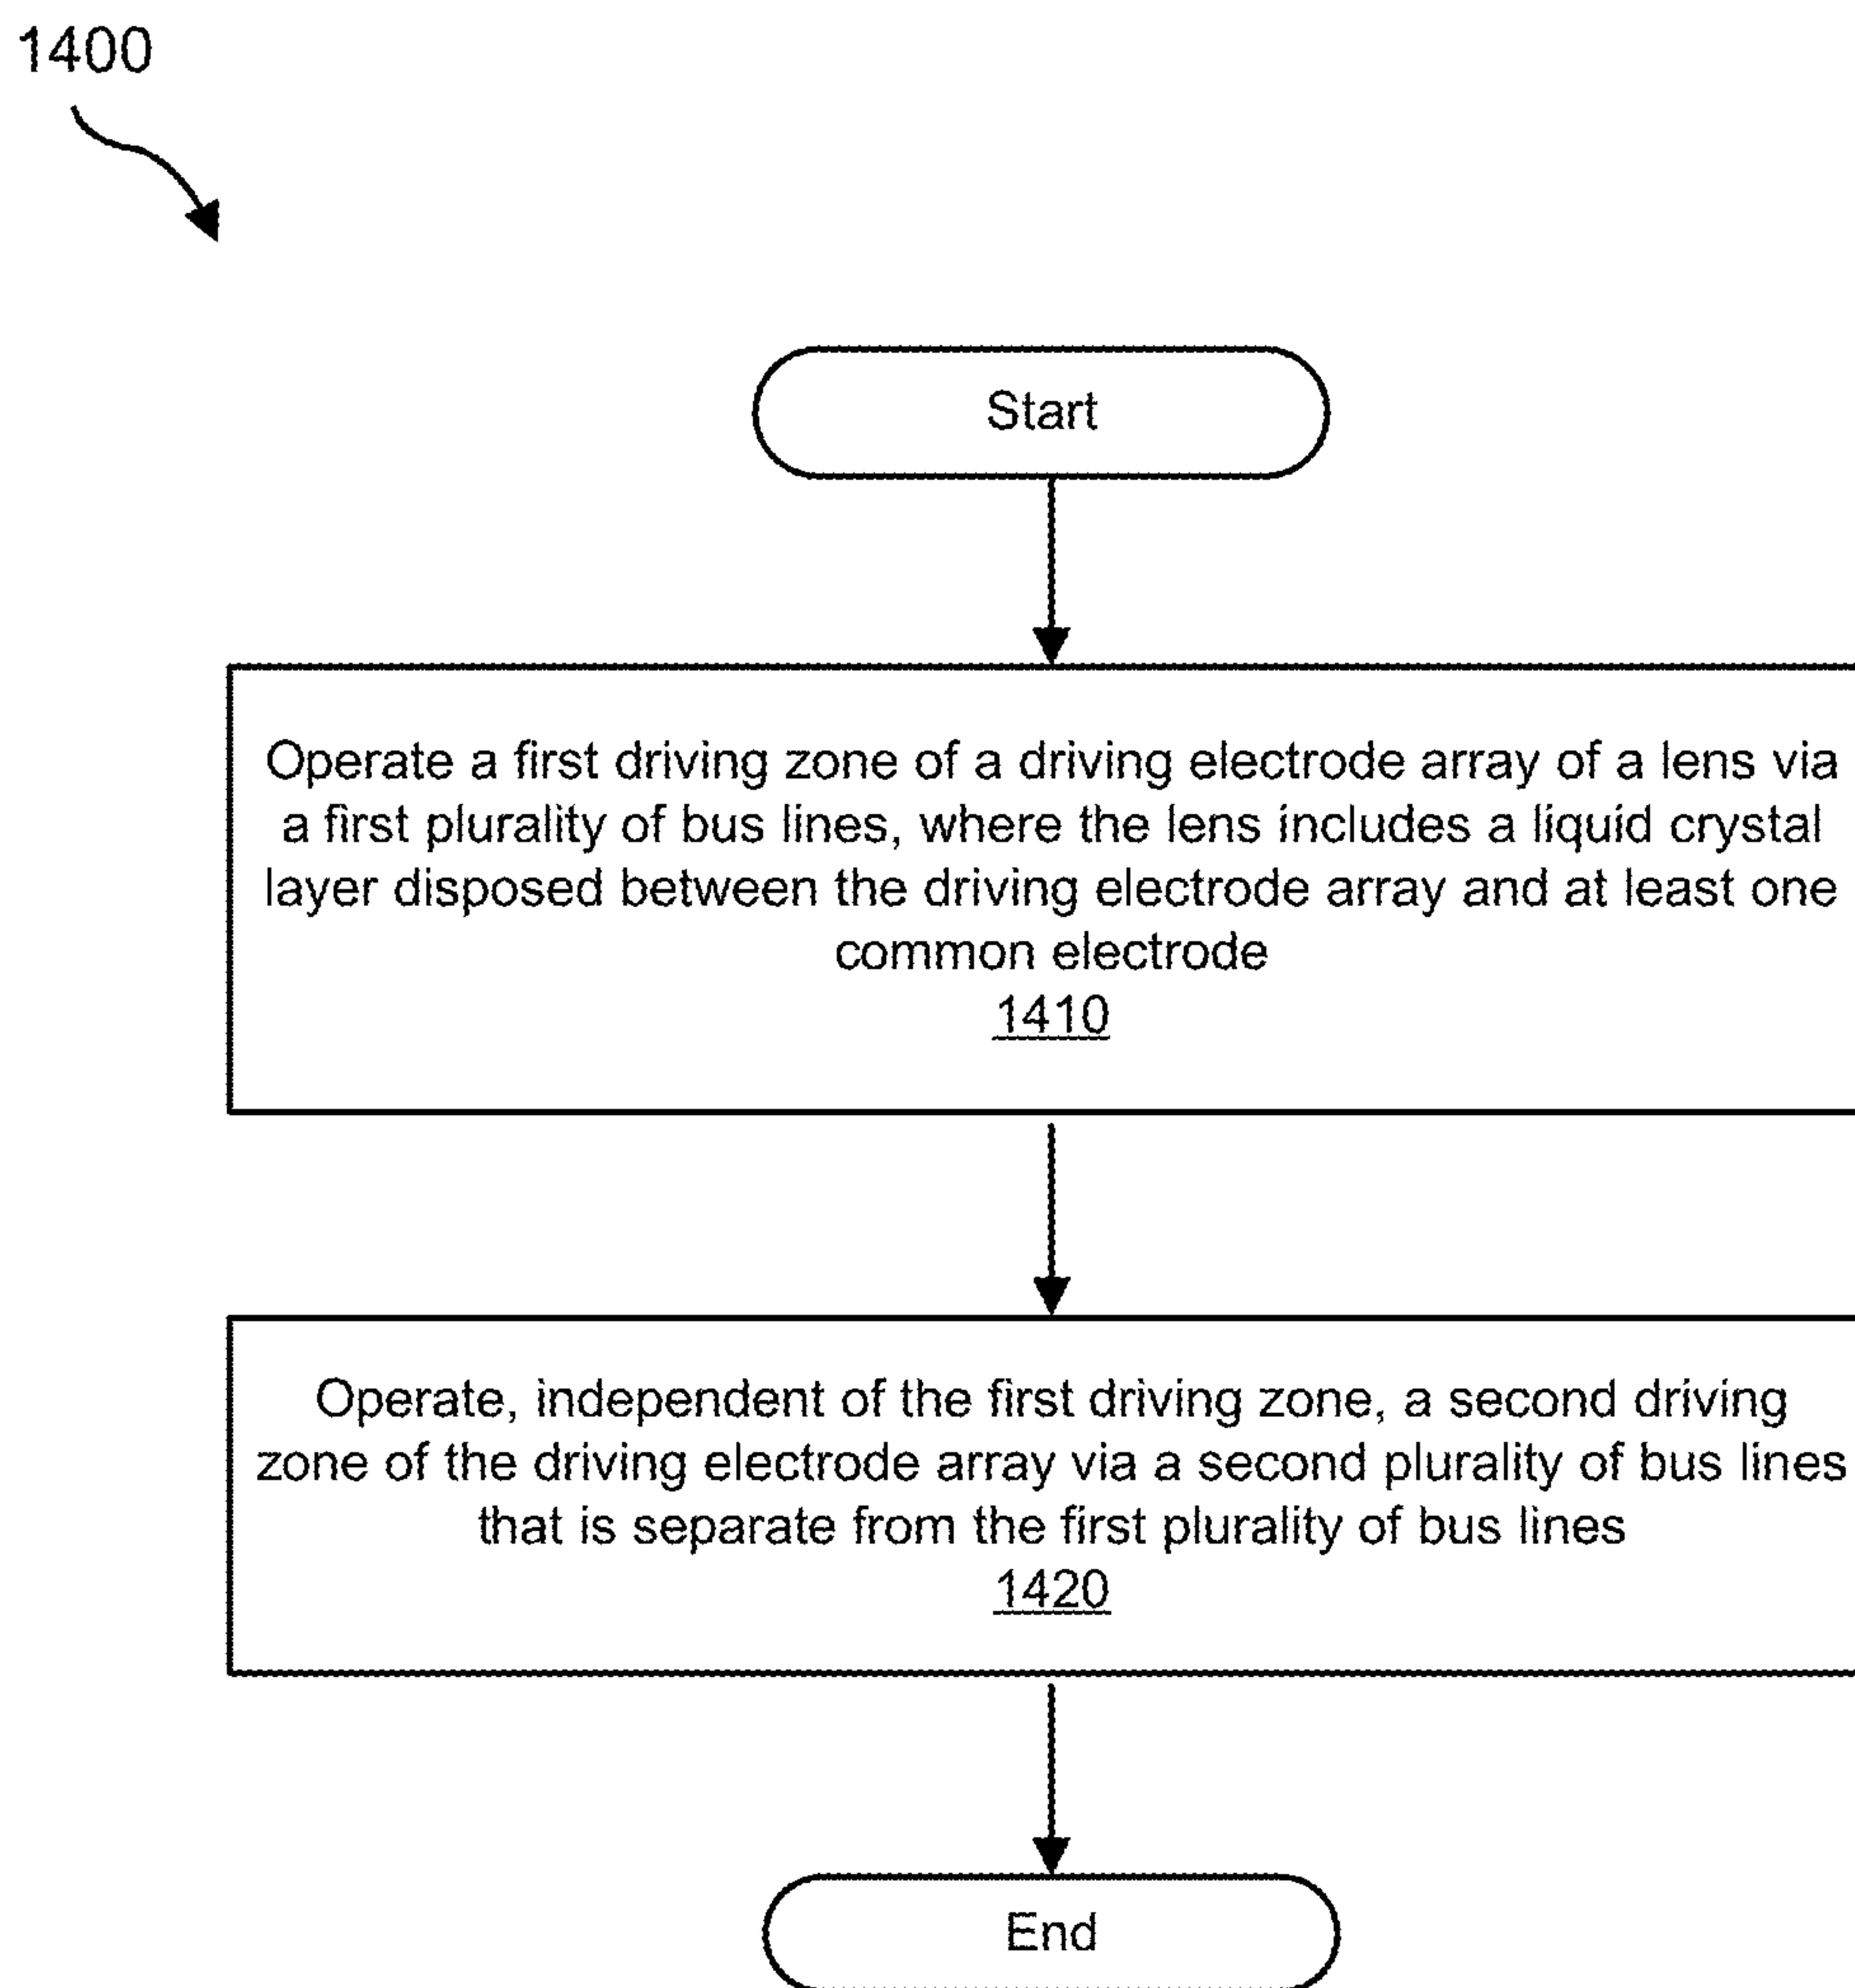 1400
Start
Operate a first driving zone of a driving electrode array of a lens via
a first plurality of bus lines, where the lens includes a liquid crystal
layer disposed between the driving electrode array and at least one
common electrode
1410
Operate, independent of the first driving zone, a second driving
zone of the driving electrode array via a second plurality of bus lines
that is separate from the first plurality of bus lines
1420
End